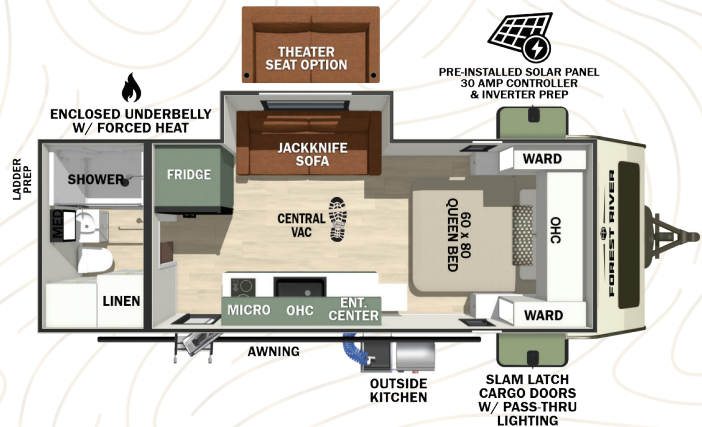 THEATER
SEAT OPTION
PRE-INSTALLED SOLAR PANEL
30 AMP CONTROLLER
& INVERTER PREP
ENCLOSED UNDERBELLY
W/ FORCED HEAT
LADDER
PREP
SHOWER
FRIDGE
JACKKNIFE
SOFA
WARD
MED
CENTRAL
VAC
60 x 80
QUEEN BED
OHC
FOREST RIVER
LINEN
MICRO
OHC
ENT.
CENTER
WARD
AWNING
OUTSIDE
KITCHEN
SLAM LATCH
CARGO DOORS
W/ PASS-THRU
LIGHTING